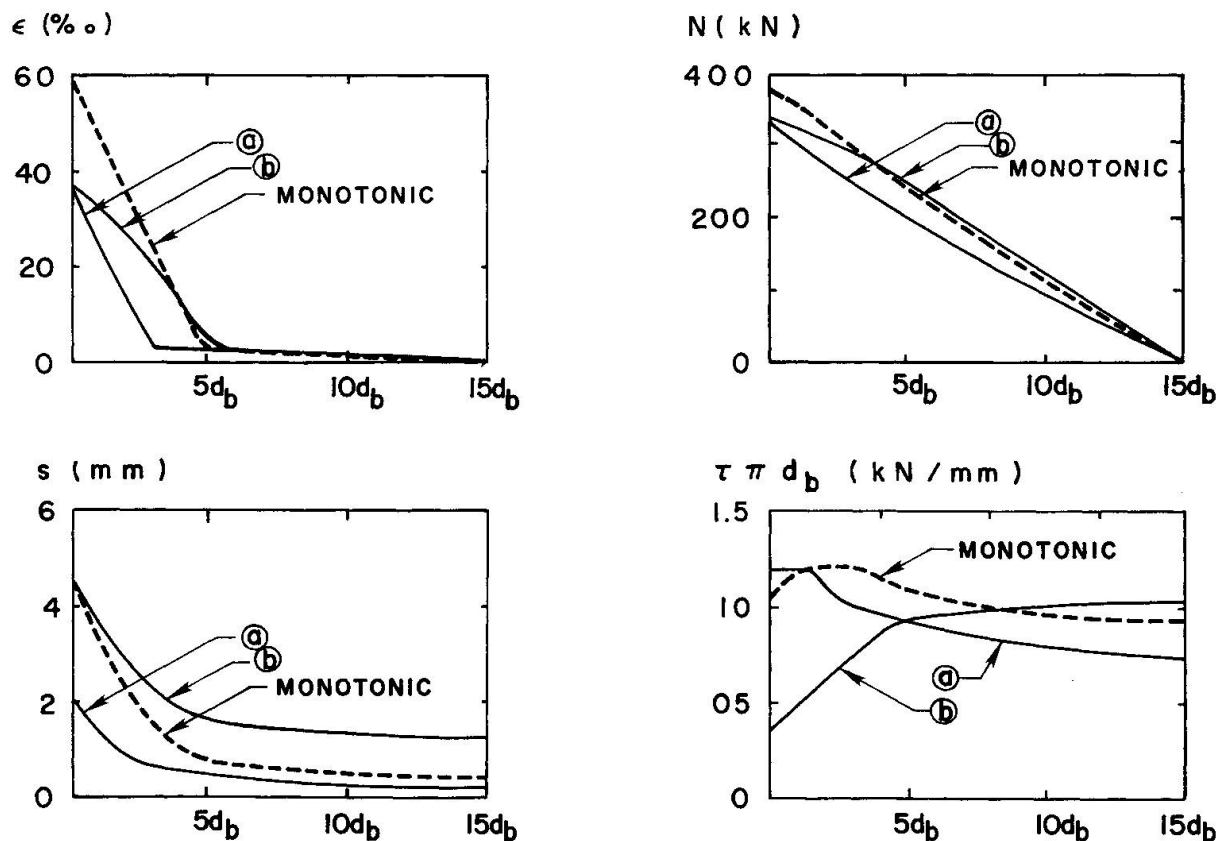 ϵ (‰)
60
40
20
0
ⓐ
ⓑ
MONOTONIC
5d_b
10d_b
15d_b
N (kN)
400
200
0
ⓐ
ⓑ
MONOTONIC
5d_b
10d_b
15d_b
s (mm)
6
4
2
0
ⓐ
ⓑ
MONOTONIC
5d_b
10d_b
15d_b
τ π d_b (kN/mm)
1.5
1.0
0.5
0
MONOTONIC
ⓐ
ⓑ
5d_b
10d_b
15d_b